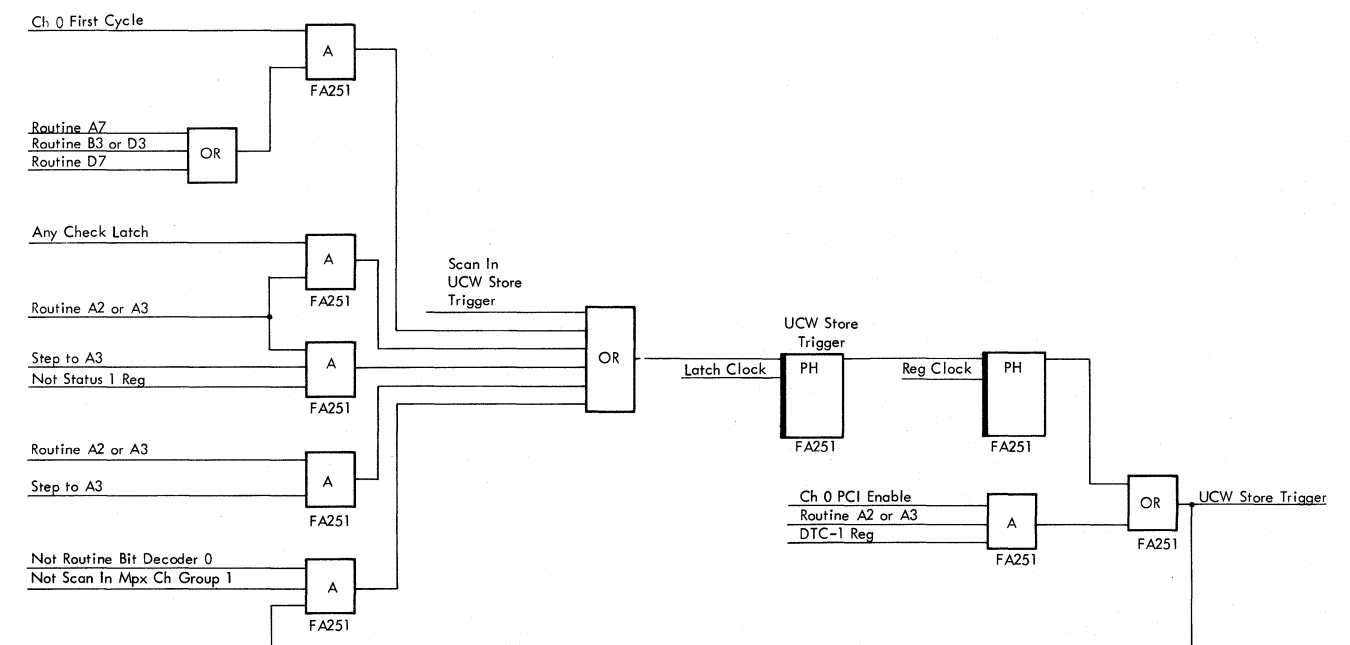 Ch 0 First Cycle
A
FA251
Routine A7
Routine B3 or D3
Routine D7
OR
Any Check Latch
A
FA251
Routine A2 or A3
Step to A3
Not Status 1 Reg
A
FA251
Routine A2 or A3
Step to A3
A
FA251
Not Routine Bit Decoder 0
Not Scan In Mpx Ch Group 1
A
FA251
Scan In
UCW Store
Trigger
OR
Latch Clock
UCW Store
Trigger
PH
FA251
Reg Clock
PH
FA251
Ch 0 PCI Enable
Routine A2 or A3
DTC-1 Reg
A
FA251
OR
FA251
UCW Store Trigger